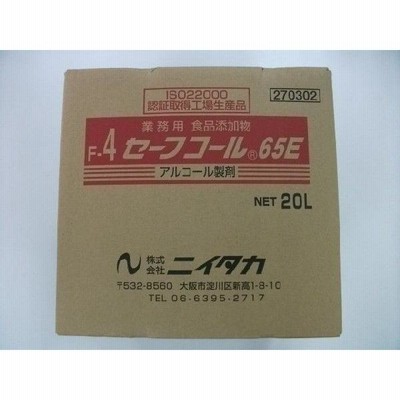 ISO22000
認証取得工場生産品
270302
業務用 食品添加物
F-4 セーフコール®65E
アルコール製剤
NET 20L
株式会社 ニイタカ
〒532-8560 大阪市淀川区新高1-8-10
TEL 06-6395-2717